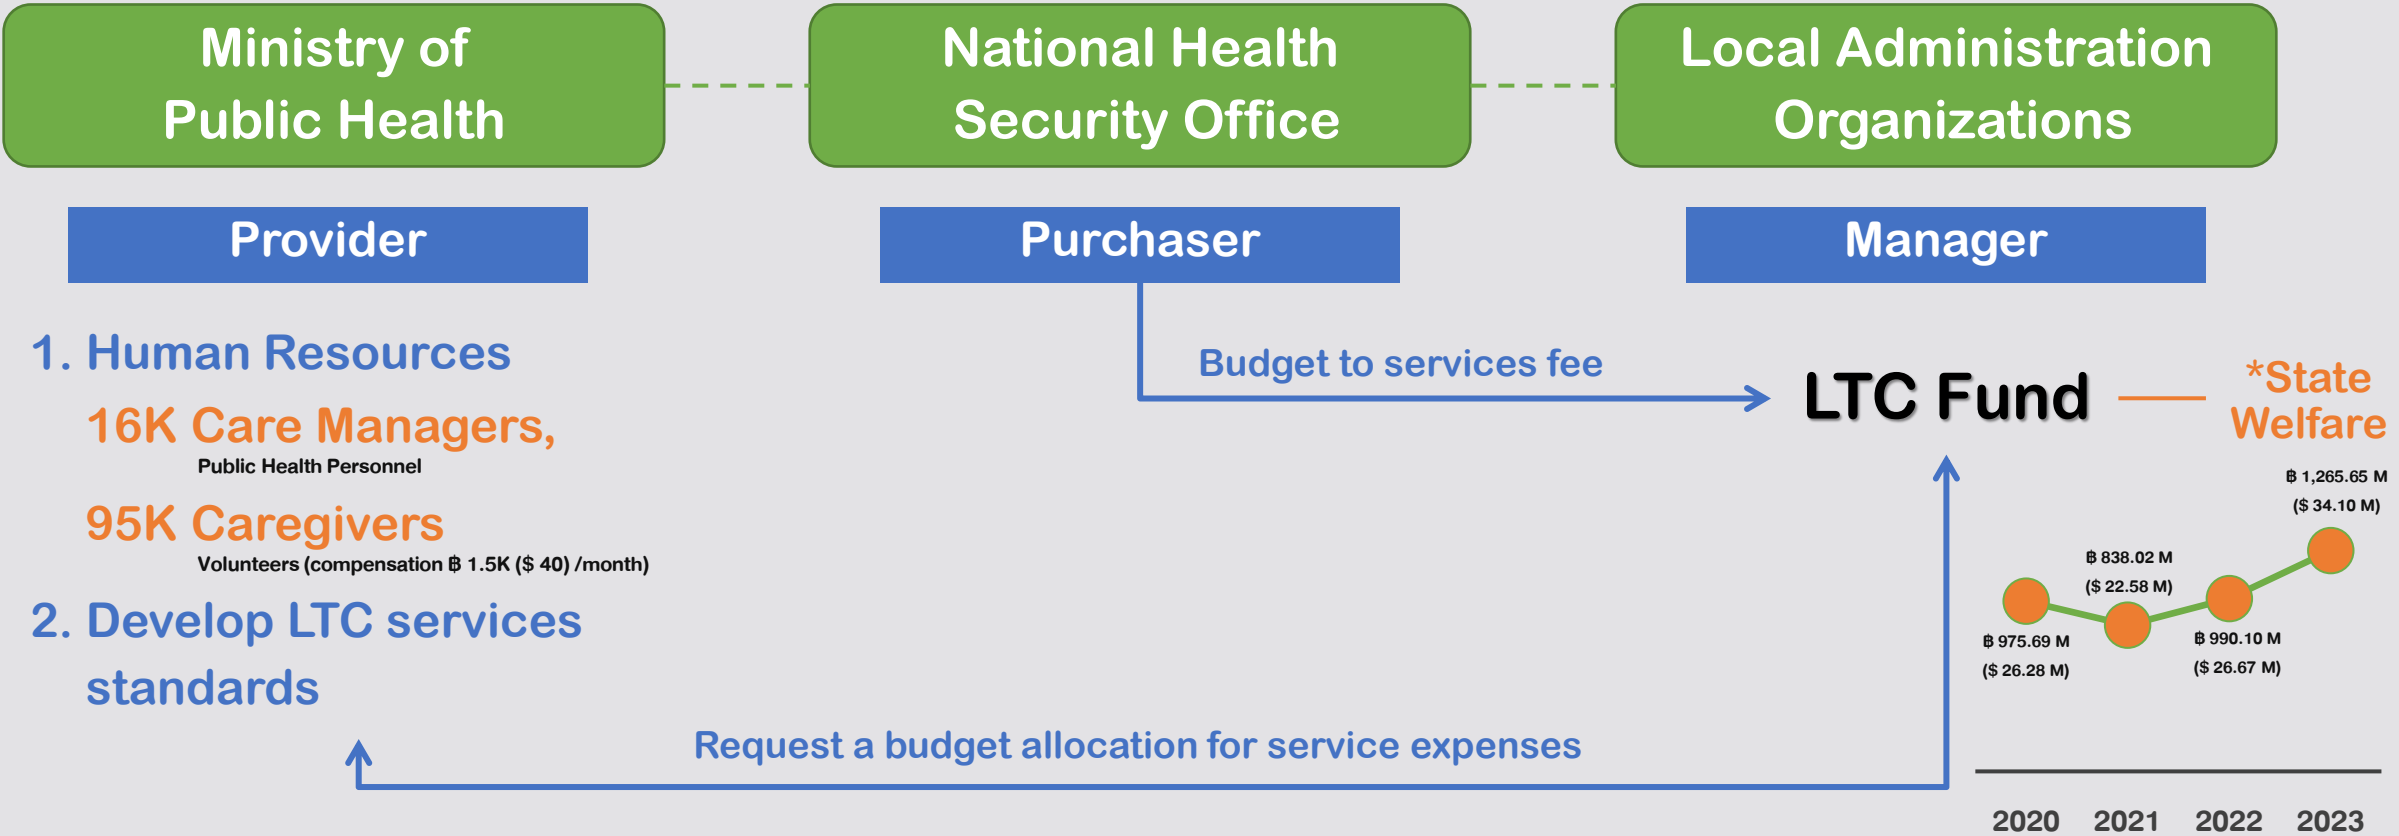 Ministry of
Public Health
National Health
Security Office
Local Administration
Organizations
Provider
Purchaser
Manager
1. Human Resources
16K Care Managers,
Public Health Personnel
95K Caregivers
Volunteers (compensation ฿ 1.5K ($ 40) /month)
2. Develop LTC services
standards
Budget to services fee
LTC Fund
*State
Welfare
Request a budget allocation for service expenses
฿ 975.69 M
($ 26.28 M)
฿ 838.02 M
($ 22.58 M)
฿ 990.10 M
($ 26.67 M)
฿ 1,265.65 M
($ 34.10 M)
2020 2021 2022 2023